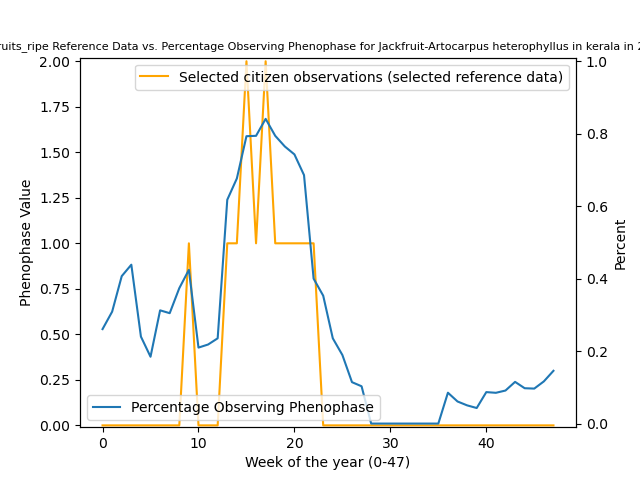 Reference Data vs. Percentage Observing Phenophase for Jackfruit-Artocarpus heterophyllus in kerala in
2.00
1.75
1.50
1.25
1.00
0.75
0.50
0.25
0.00
Phenophase Value
Selected citizen observations (selected reference data)
Percentage Observing Phenophase
1.0
0.8
0.6
0.4
0.2
0.0
Percent
0 10 20 30 40
Week of the year (0-47)